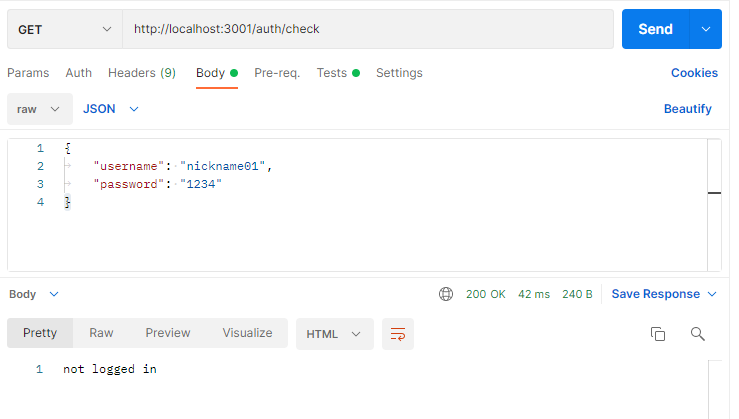 GET http://localhost:3001/auth/check Send
Params Auth Headers (9) Body Pre-req. Tests Settings Cookies
raw JSON Beautify
1 {
2 "username": "nickname01",
3 "password": "1234"
4 }
Body 200 OK 42 ms 240 B Save Response
Pretty Raw Preview Visualize HTML
1 not logged in